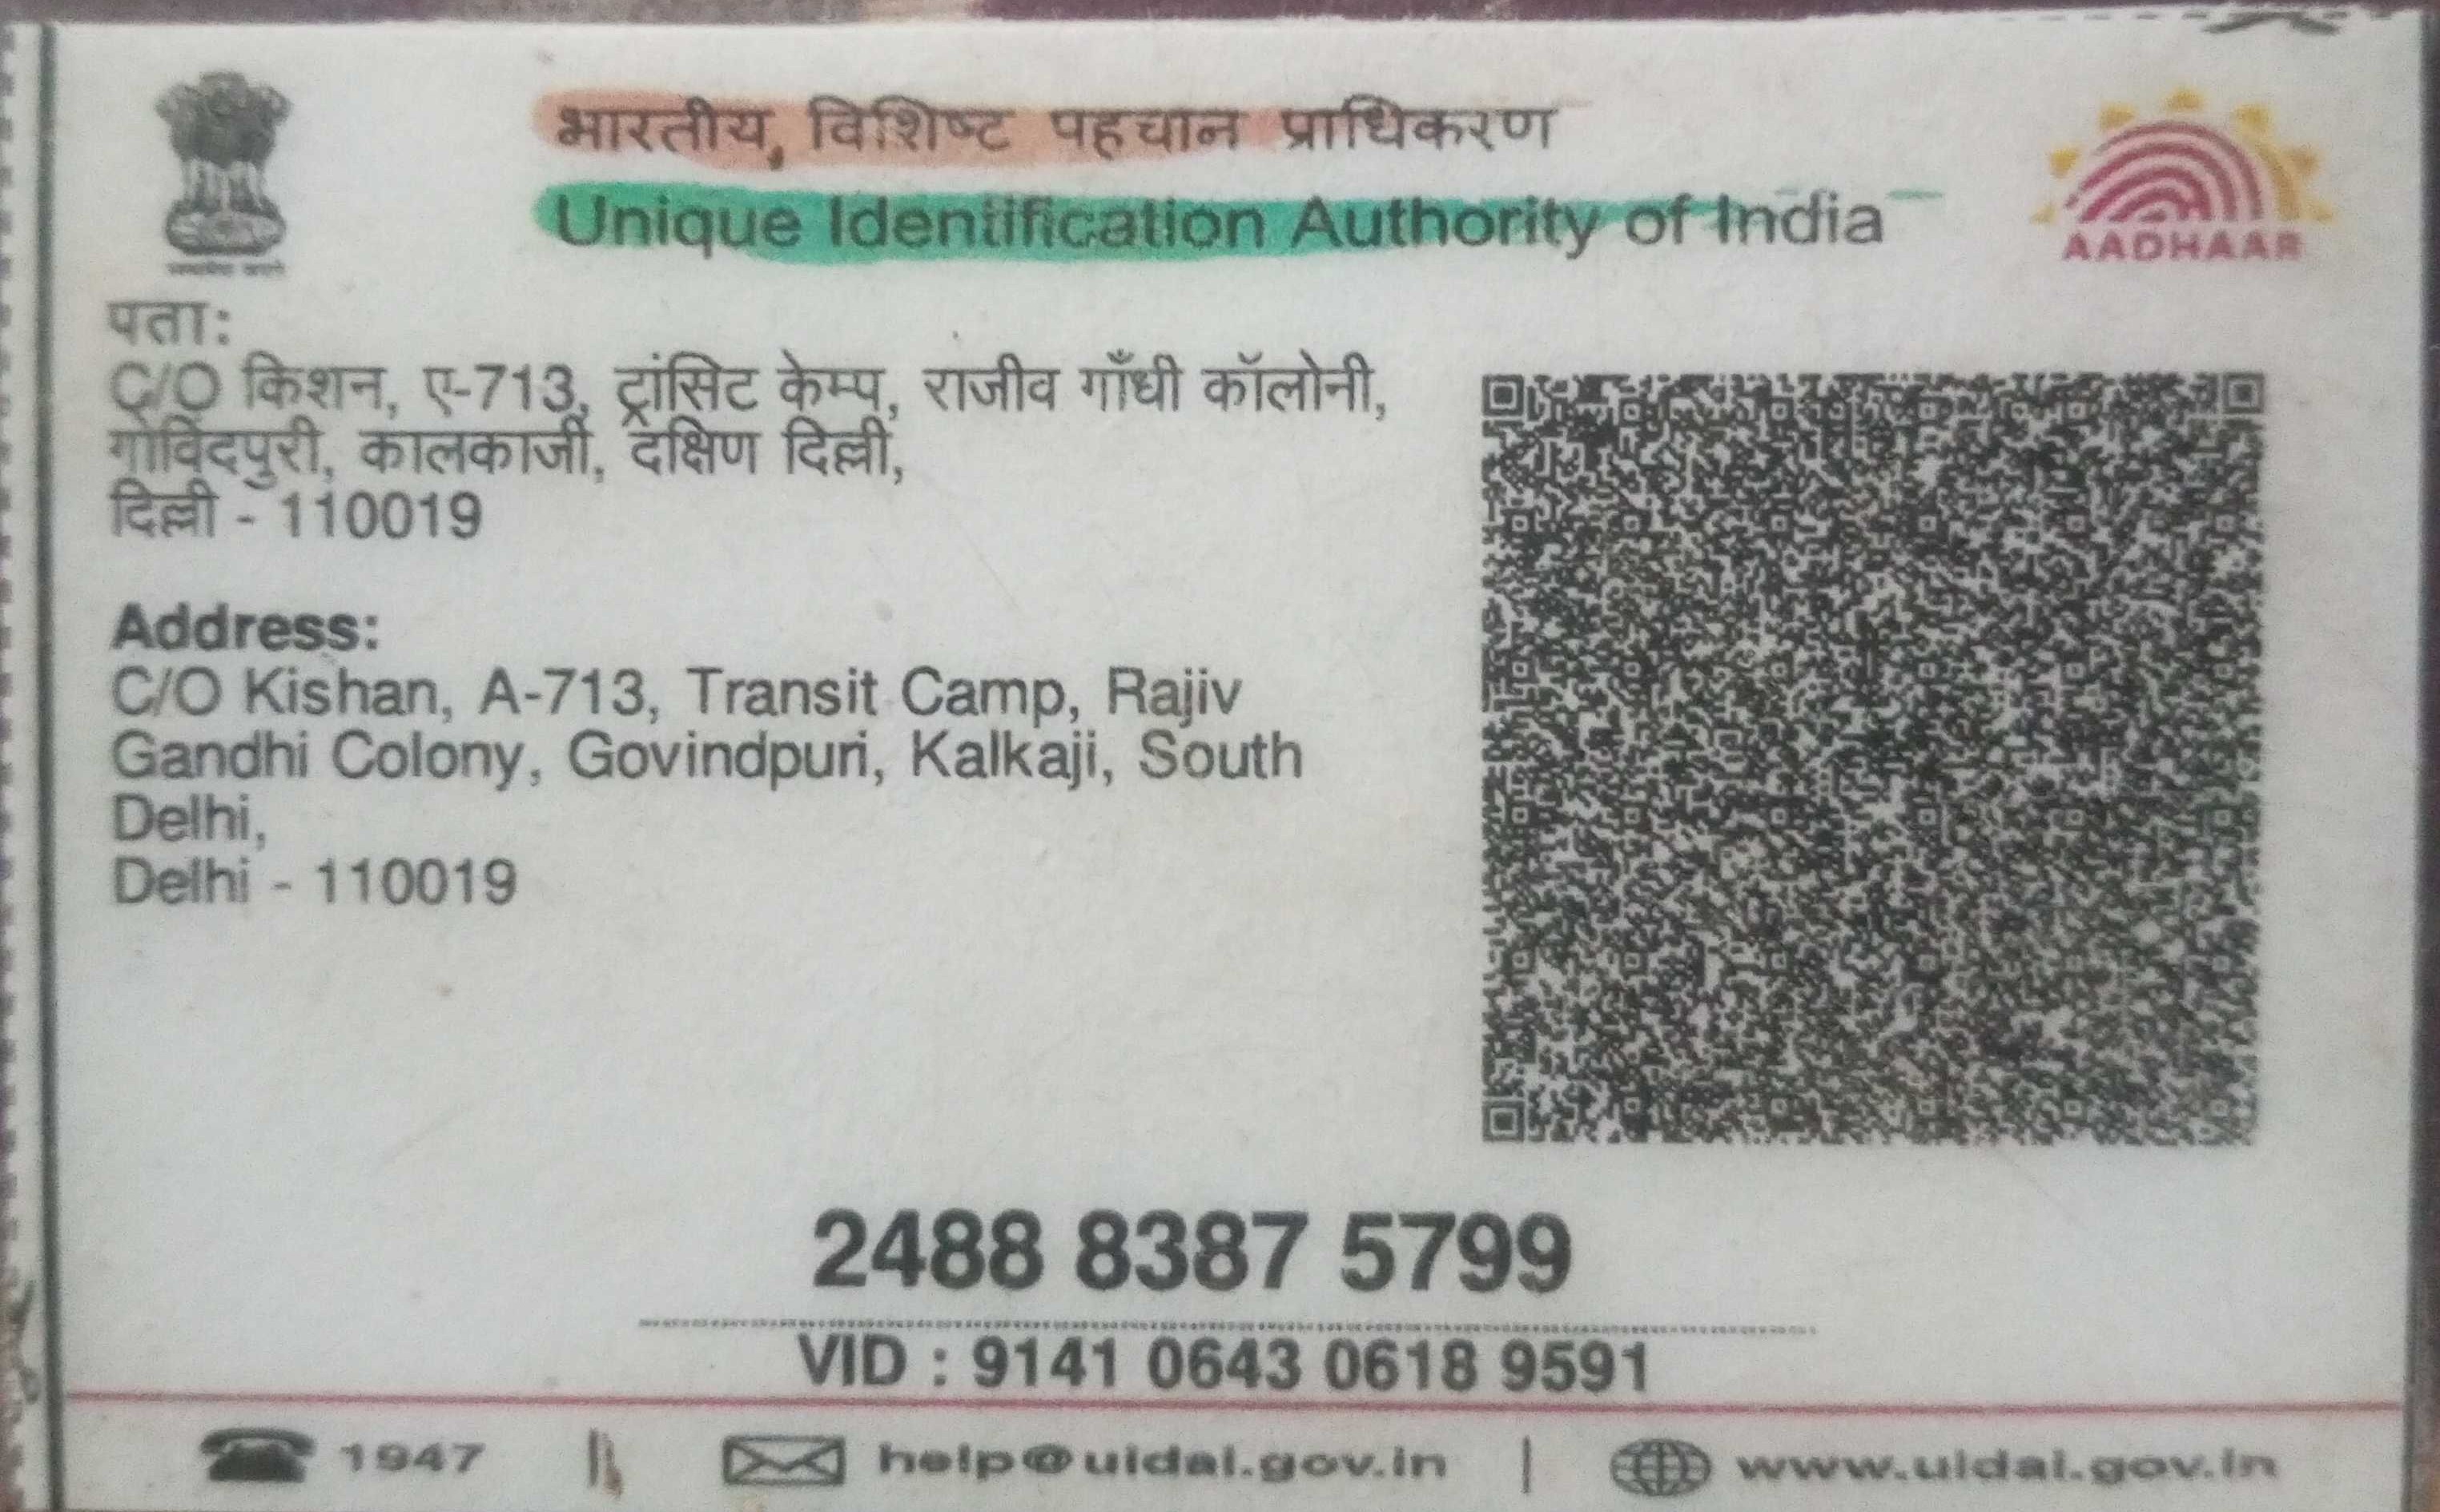 भारतीय विशिष्ट पहचान प्राधिकरण
Unique Identification Authority of India
AADHAAR
पता:
C/O किशन, ए-713, ट्रांसिट केम्प, राजीव गाँधी कॉलोनी,
गोविंदपुरी, कालकाजी, दक्षिण दिल्ली,
दिल्ली - 110019
Address:
C/O Kishan, A-713, Transit Camp, Rajiv
Gandhi Colony, Govindpuri, Kalkaji, South
Delhi,
Delhi - 110019
2488 8387 5799
VID : 9141 0643 0618 9591
1947 | help@uidai.gov.in | www.uidai.gov.in